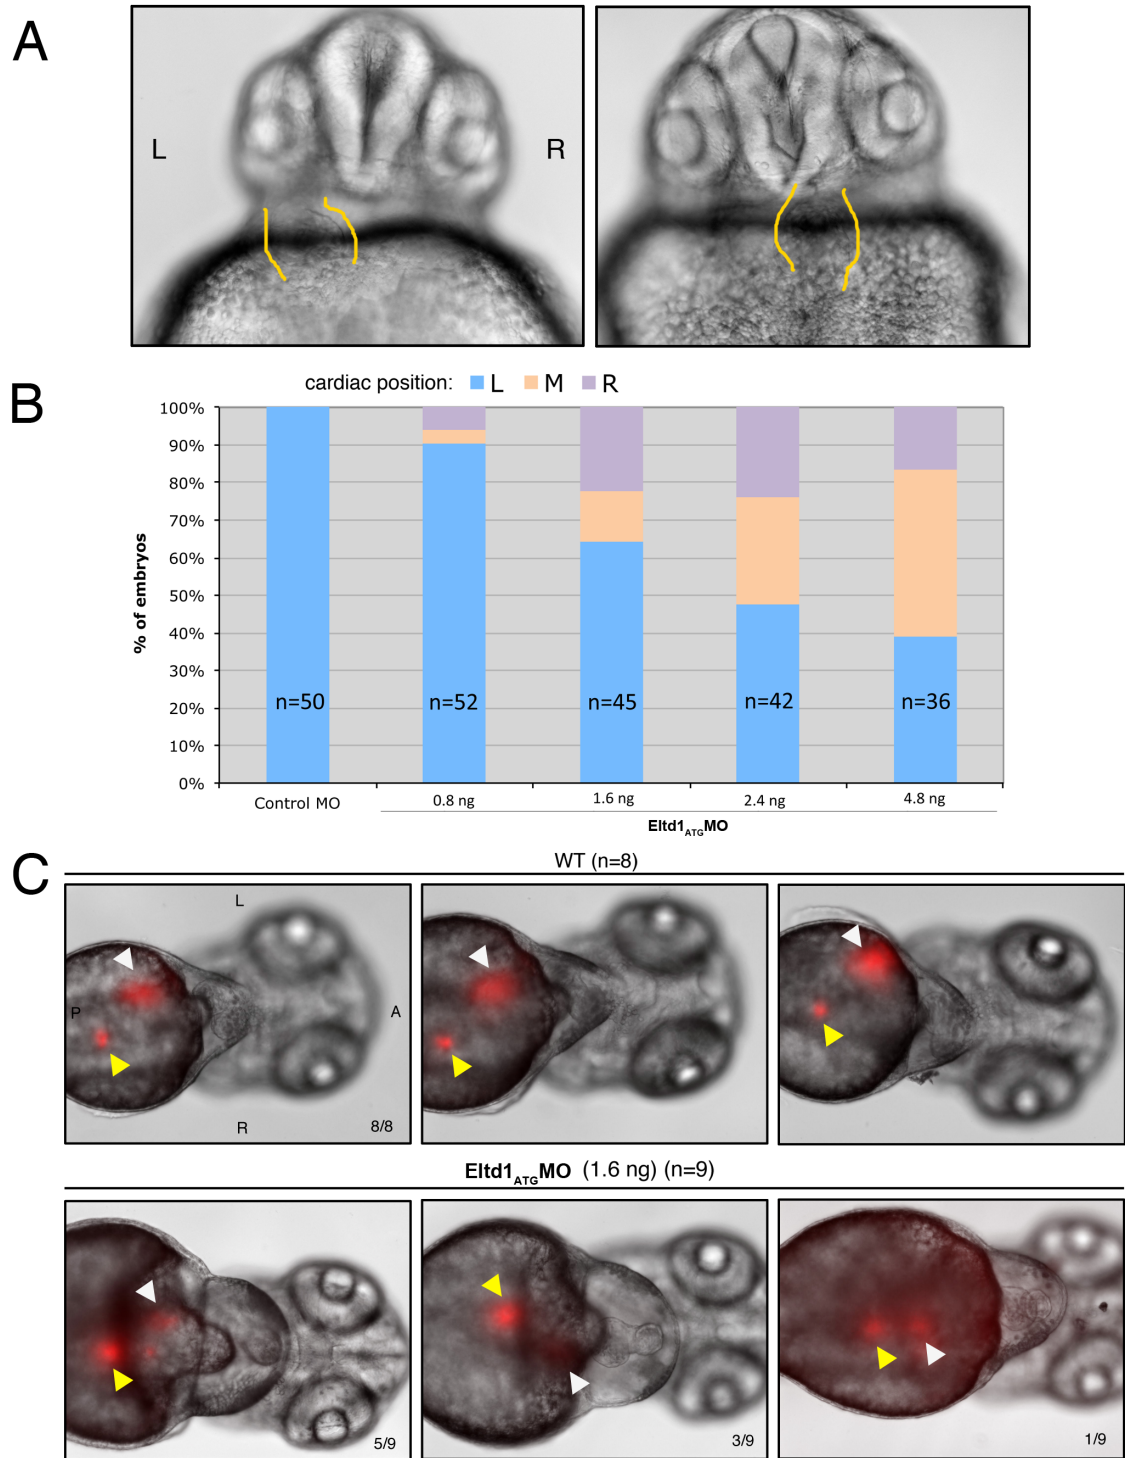 A
L
R
B
cardiac position: L M R
100%
90%
80%
70%
60%
50%
40%
30%
20%
10%
0%
% of embryos
n=50
n=52
n=45
n=42
n=36
Control MO
0.8 ng
1.6 ng
2.4 ng
4.8 ng
Eltd1ATGMO
C
WT (n=8)
L
P
A
R
8/8
Eltd1ATGMO (1.6 ng) (n=9)
5/9
3/9
1/9